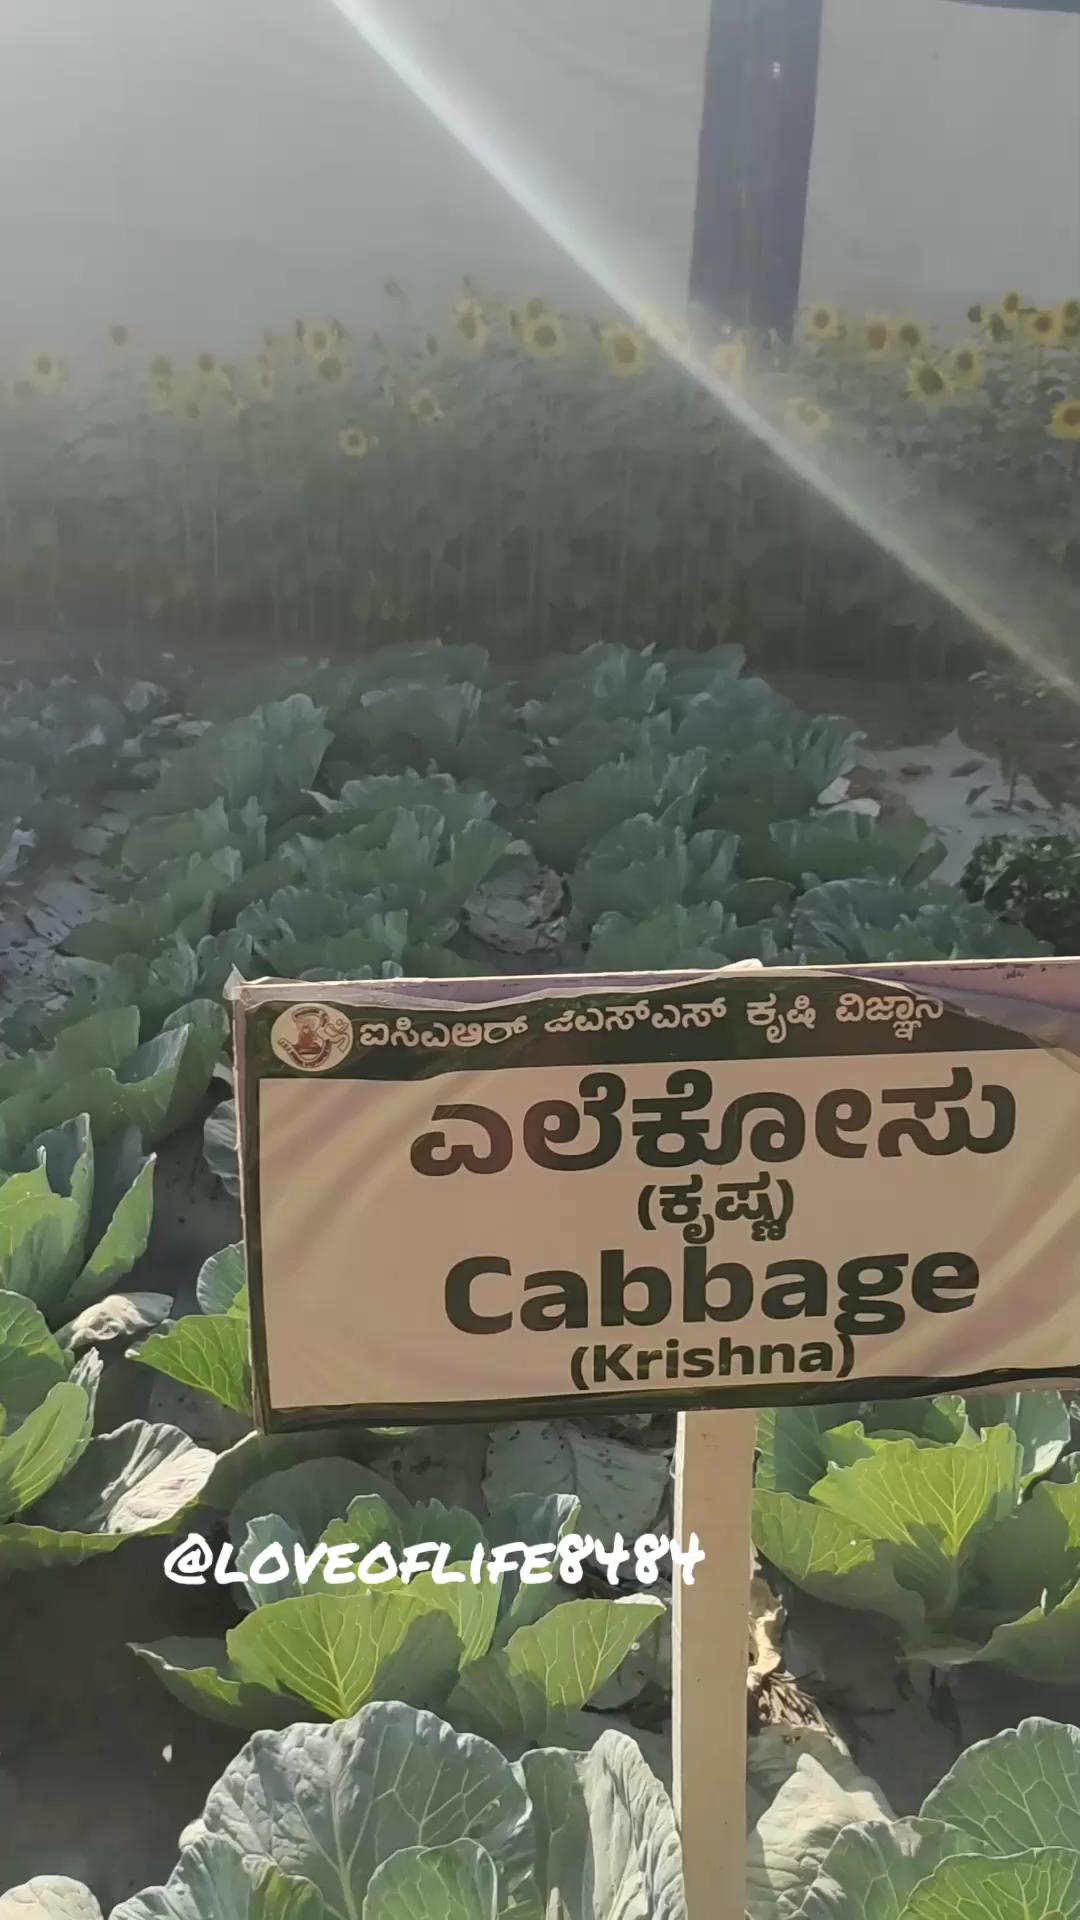 ಐಸಿಎಆರ್ ಜೆಎಸ್ಎಸ್ ಕೃಷಿ ವಿಜ್ಞಾನ
ಎಲೆಕೋಸು
(ಕೃಷ್ಣ)
Cabbage
(Krishna)
@loveoflife8484